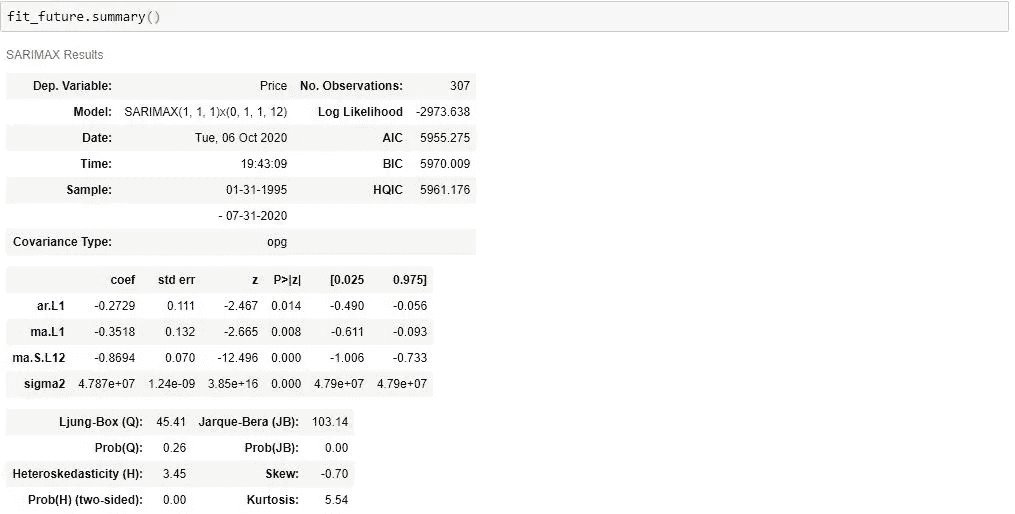 fit_future.summary()
SARIMAX Results
Dep. Variable: Price No. Observations: 307
Model: SARIMAX(1, 1, 1)x(0, 1, 1, 12) Log Likelihood -2973.638
Date: Tue, 06 Oct 2020 AIC 5955.275
Time: 19:43:09 BIC 5970.009
Sample: 01-31-1995 HQIC 5961.176
- 07-31-2020
Covariance Type: opg
coef std err z P>|z| [0.025 0.975]
ar.L1 -0.2729 0.111 -2.467 0.014 -0.490 -0.056
ma.L1 -0.3518 0.132 -2.665 0.008 -0.611 -0.093
ma.S.L12 -0.8694 0.070 -12.496 0.000 -1.006 -0.733
sigma2 4.787e+07 1.24e-09 3.85e+16 0.000 4.79e+07 4.79e+07
Ljung-Box (Q): 45.41 Jarque-Bera (JB): 103.14
Prob(Q): 0.26 Prob(JB): 0.00
Heteroskedasticity (H): 3.45 Skew: -0.70
Prob(H) (two-sided): 0.00 Kurtosis: 5.54